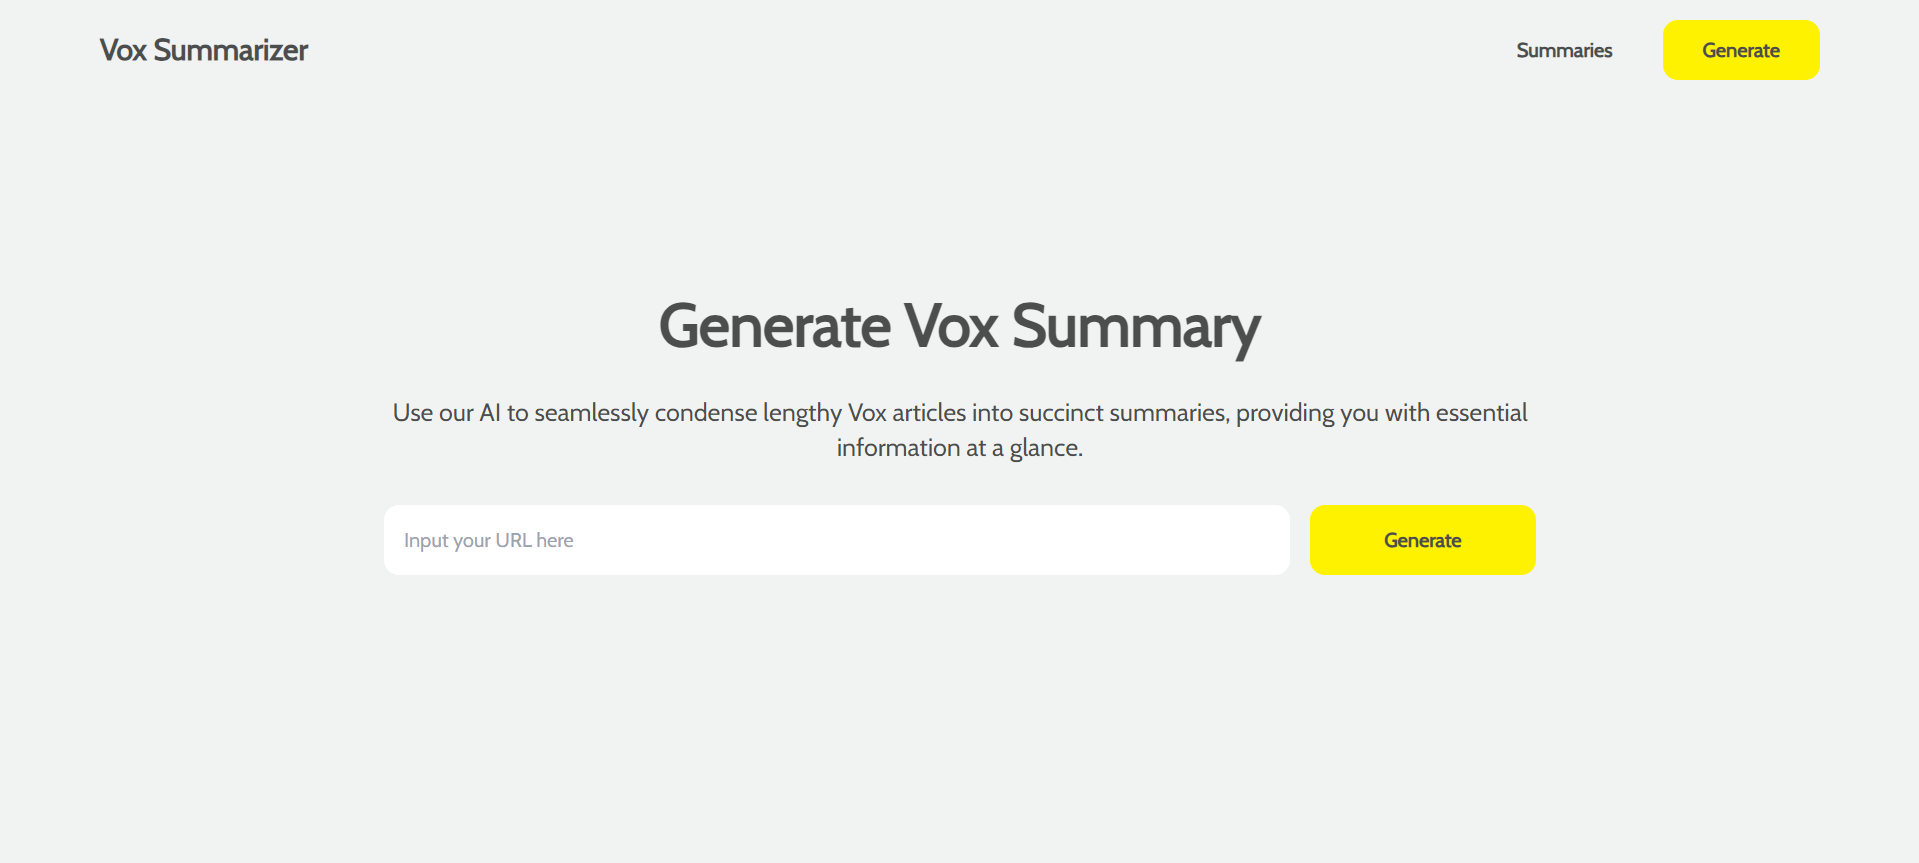 Vox Summarizer
Summaries
Generate
Generate Vox Summary
Use our AI to seamlessly condense lengthy Vox articles into succinct summaries, providing you with essential
information at a glance.
Input your URL here
Generate